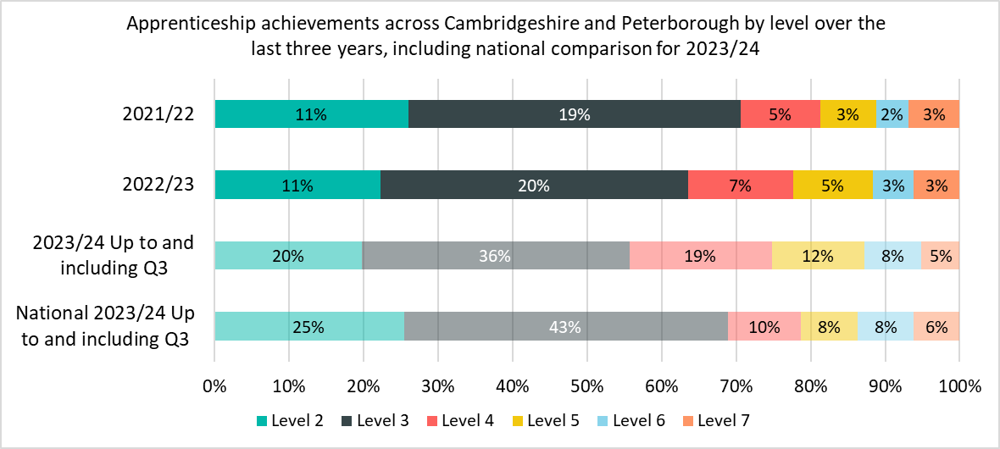 Apprenticeship achievements across Cambridgeshire and Peterborough by level over the
last three years, including national comparison for 2023/24
2021/22
11% 19% 5% 3% 2% 3%
2022/23
11% 20% 7% 5% 3% 3%
2023/24 Up to and
including Q3
20% 36% 19% 12% 8% 5%
National 2023/24 Up
to and including Q3
25% 43% 10% 8% 8% 6%
0% 10% 20% 30% 40% 50% 60% 70% 80% 90% 100%
Level 2 Level 3 Level 4 Level 5 Level 6 Level 7